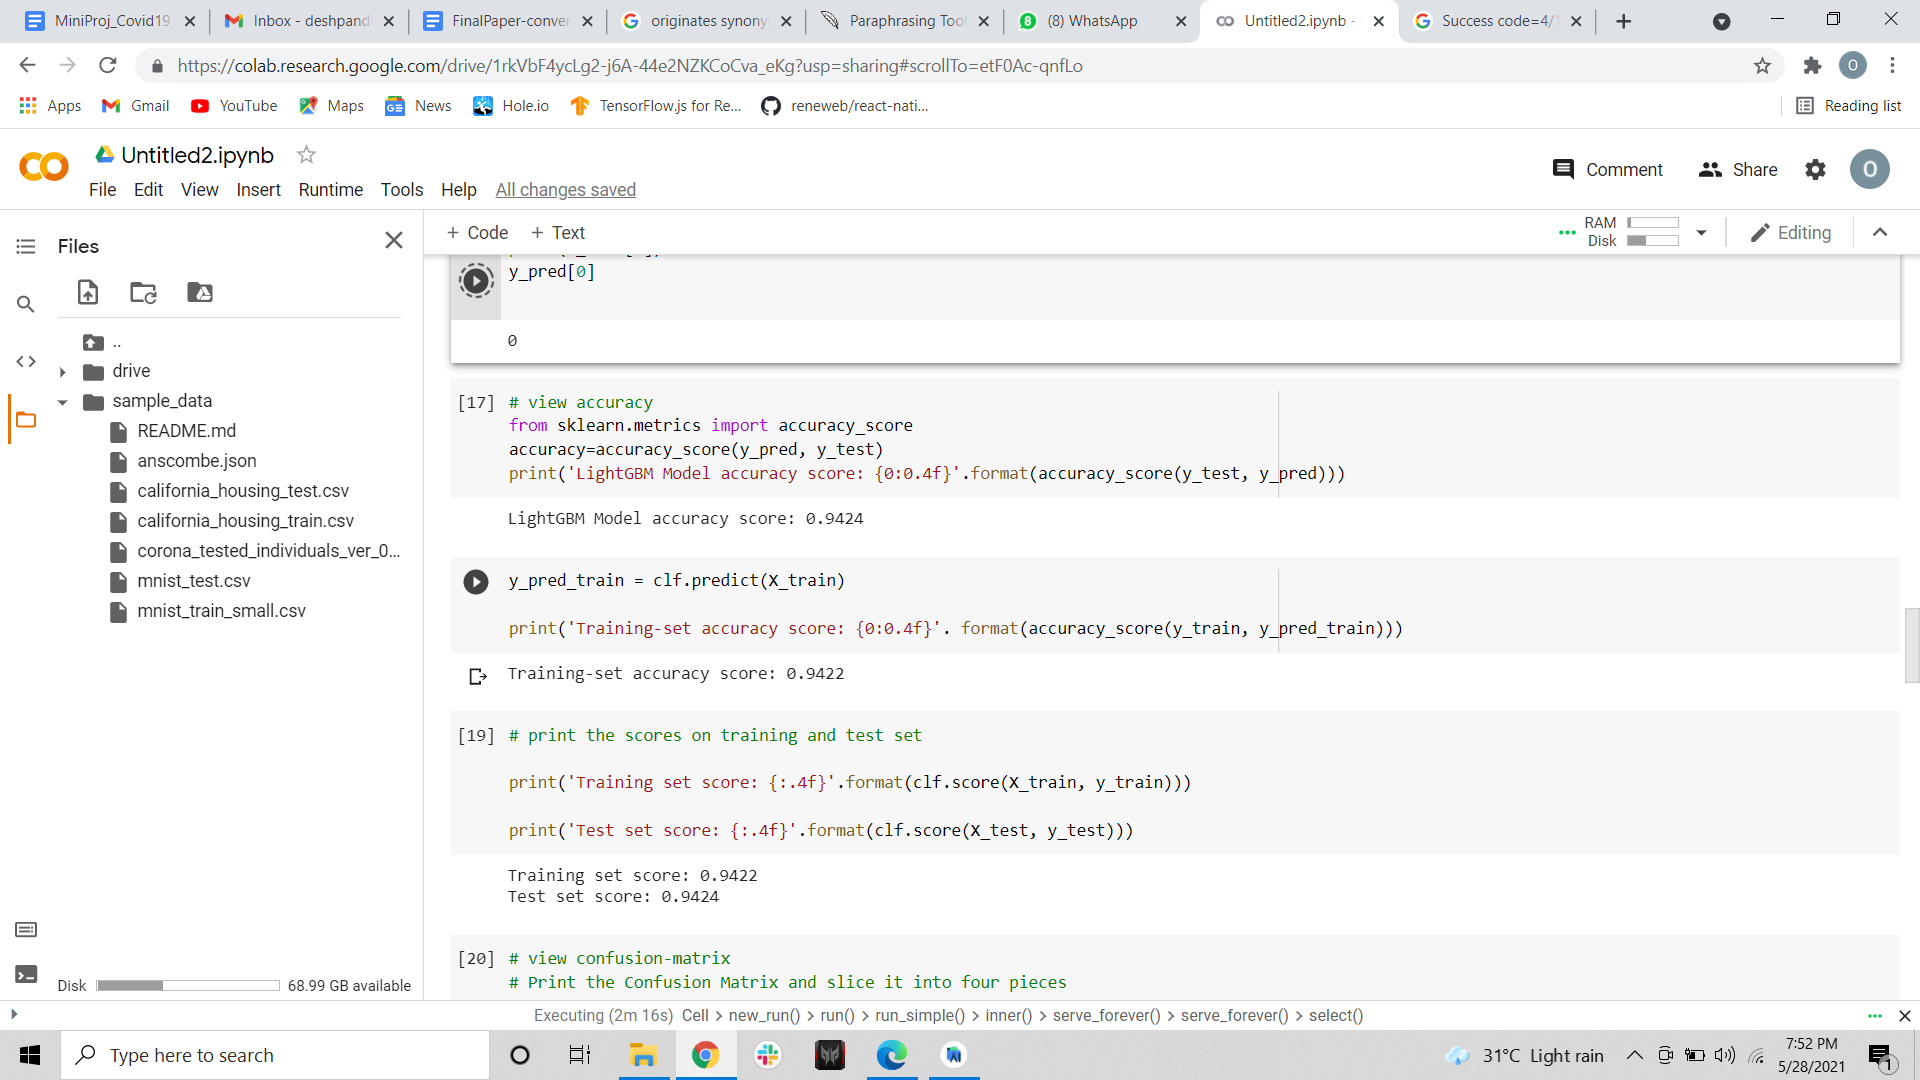 MiniProj_Covid19
Inbox - deshpand
FinalPaper-conver
originates synony
Paraphrasing Tool
(8) WhatsApp
Untitled2.ipynb -
Success code=4/1
https://colab.research.google.com/drive/1rkVbF4ycLg2-j6A-44e2NZKCoCva_eKg?usp=sharing#scrollTo=etF0Ac-qnfLo
O
Apps
Gmail
YouTube
Maps
News
Hole.io
TensorFlow.js for Re...
reneweb/react-nati...
Reading list
Untitled2.ipynb
Comment
Share
O
File Edit View Insert Runtime Tools Help All changes saved
Files
+ Code + Text
RAM
Disk
Editing
..
drive
sample_data
README.md
anscombe.json
california_housing_test.csv
california_housing_train.csv
corona_tested_individuals_ver_0...
mnist_test.csv
mnist_train_small.csv
Disk 68.99 GB available
y_pred[0]
0
[17] # view accuracy
from sklearn.metrics import accuracy_score
accuracy=accuracy_score(y_pred, y_test)
print('LightGBM Model accuracy score: {0:0.4f}'.format(accuracy_score(y_test, y_pred)))
LightGBM Model accuracy score: 0.9424
y_pred_train = clf.predict(X_train)
print('Training-set accuracy score: {0:0.4f}'. format(accuracy_score(y_train, y_pred_train)))
Training-set accuracy score: 0.9422
[19] # print the scores on training and test set
print('Training set score: {:.4f}'.format(clf.score(X_train, y_train)))
print('Test set score: {:.4f}'.format(clf.score(X_test, y_test)))
Training set score: 0.9422
Test set score: 0.9424
[20] # view confusion-matrix
# Print the Confusion Matrix and slice it into four pieces
Executing (2m 16s) Cell > new_run() > run() > run_simple() > inner() > serve_forever() > serve_forever() > select()
Type here to search
31°C Light rain
7:52 PM
5/28/2021
1